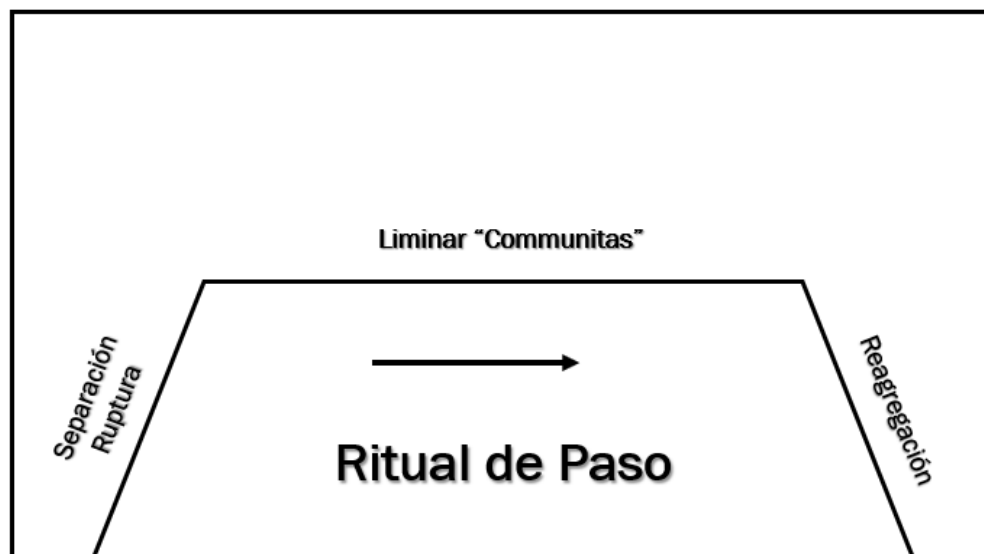 Liminar “Communitas”
Separación
Ruptura
Reagregación
Ritual de Paso